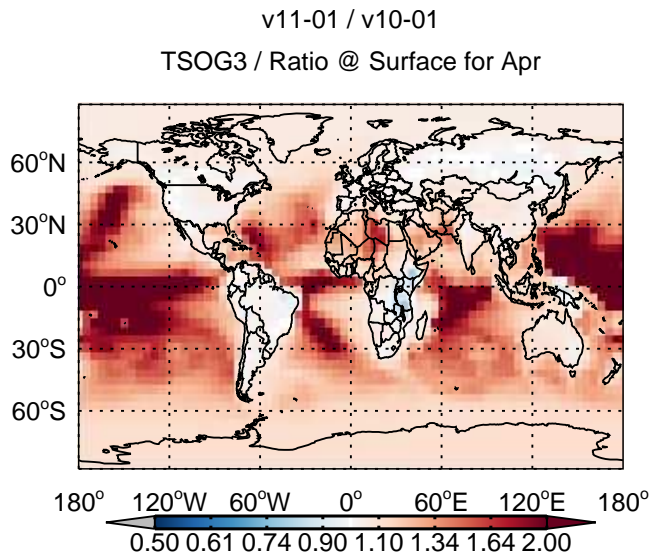 v11-01 / v10-01
TSOG3 / Ratio @ Surface for Apr
60°N
30°N
0°
30°S
60°S
180° 120°W 60°W 0° 60°E 120°E 180°
0.50 0.61 0.74 0.90 1.10 1.34 1.64 2.00